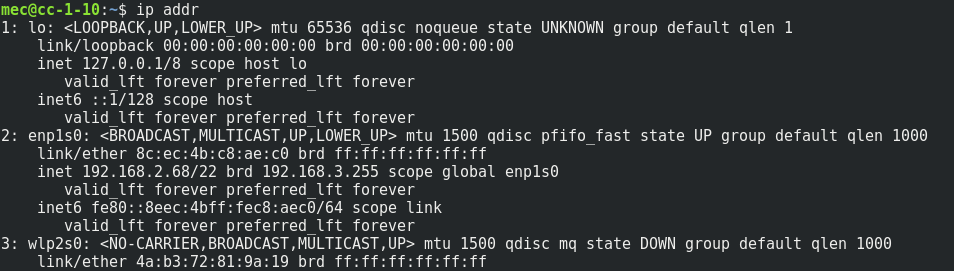 mec@cc-1-10:~$ ip addr
1: lo: <LOOPBACK,UP,LOWER_UP> mtu 65536 qdisc noqueue state UNKNOWN group default qlen 1
    link/loopback 00:00:00:00:00:00 brd 00:00:00:00:00:00
    inet 127.0.0.1/8 scope host lo
       valid_lft forever preferred_lft forever
    inet6 ::1/128 scope host
       valid_lft forever preferred_lft forever
2: enp1s0: <BROADCAST,MULTICAST,UP,LOWER_UP> mtu 1500 qdisc pfifo_fast state UP group default qlen 1000
    link/ether 8c:ec:4b:c8:ae:c0 brd ff:ff:ff:ff:ff:ff
    inet 192.168.2.68/22 brd 192.168.3.255 scope global enp1s0
       valid_lft forever preferred_lft forever
    inet6 fe80::8eec:4bff:fec8:aec0/64 scope link
       valid_lft forever preferred_lft forever
3: wlp2s0: <NO-CARRIER,BROADCAST,MULTICAST,UP> mtu 1500 qdisc mq state DOWN group default qlen 1000
    link/ether 4a:b3:72:81:9a:19 brd ff:ff:ff:ff:ff:ff